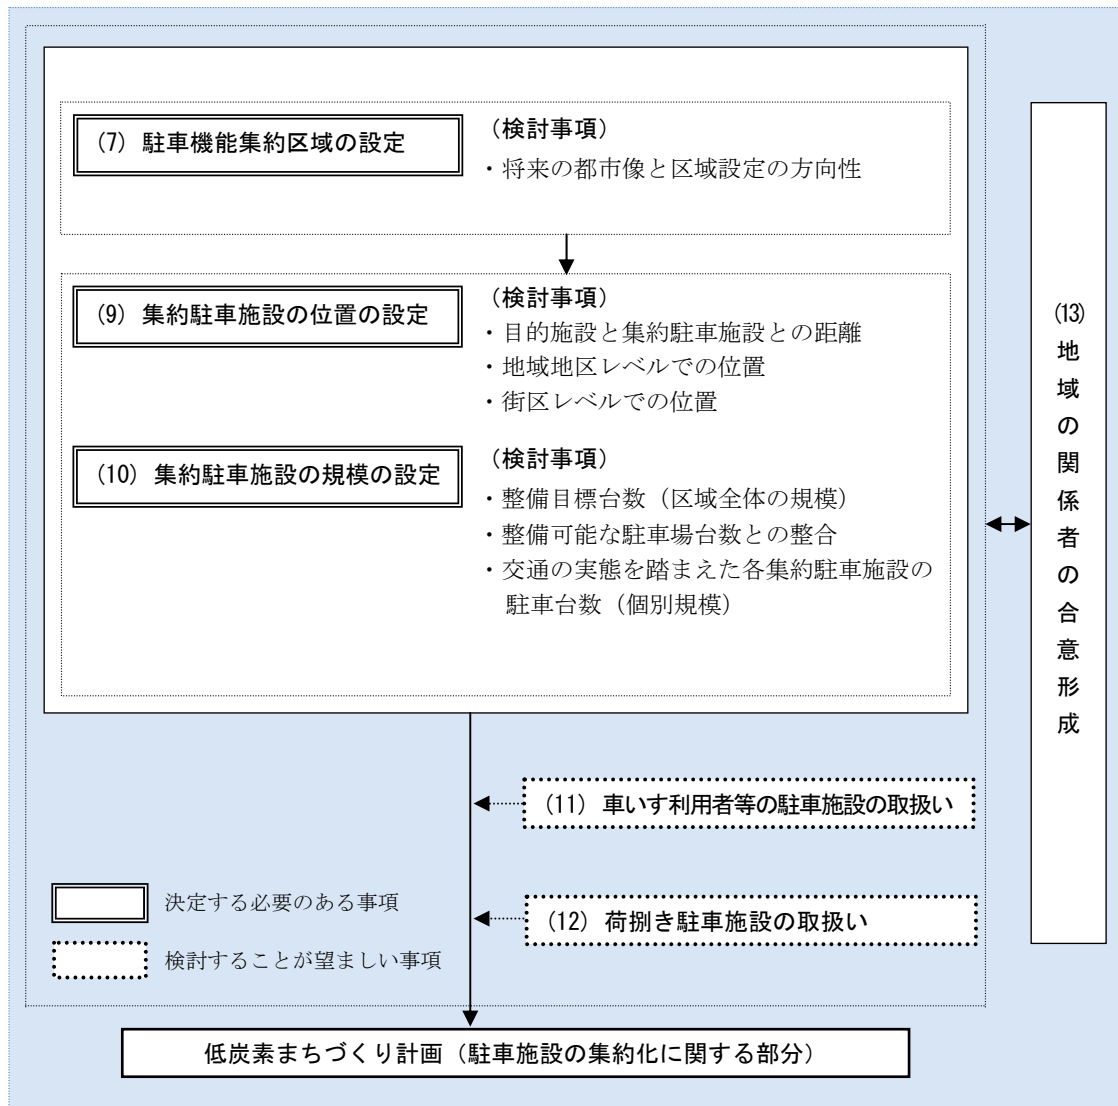 (7) 駐車機能集約区域の設定
(検討事項)
・将来の都市像と区域設定の方向性
(9) 集約駐車施設の位置の設定
(検討事項)
・目的施設と集約駐車施設との距離
・地域地区レベルでの位置
・街区レベルでの位置
(10) 集約駐車施設の規模の設定
(検討事項)
・整備目標台数（区域全体の規模）
・整備可能な駐車場台数との整合
・交通の実態を踏まえた各集約駐車施設の
駐車台数（個別規模）
(13) 地域の関係者の合意形成
(11) 車いす利用者等の駐車施設の取扱い
(12) 荷捌き駐車施設の取扱い
決定する必要のある事項
検討することが望ましい事項
低炭素まちづくり計画（駐車施設の集約化に関する部分）